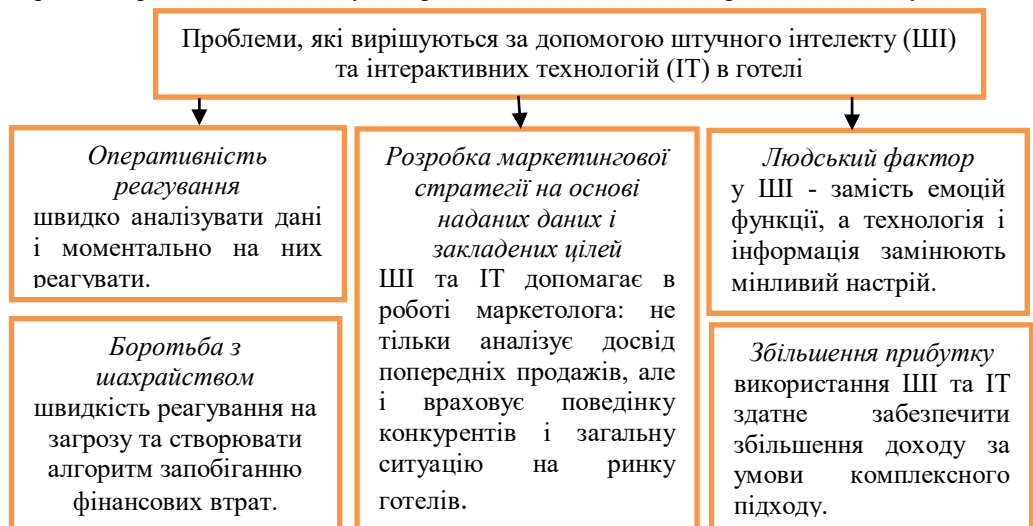 Проблеми, які вирішуються за допомогою штучного інтелекту (ШІ)
та інтерактивних технологій (ІТ) в готелі
Оперативність
реагування
швидко аналізувати дані
і моментально на них
реагувати.
Боротьба з
шахрайством
швидкість реагування на
загрозу та створювати
алгоритм запобіганню
фінансових втрат.
Розробка маркетингової
стратегії на основі
наданих даних і
закладених цілей
ШІ та ІТ допомагає в
роботі маркетолога: не
тільки аналізує досвід
попередніх продажів, але
і враховує поведінку
конкурентів і загальну
ситуацію на ринку
готелів.
Людський фактор
у ШІ - замість емоцій
функції, а технологія і
інформація замінюють
мінливий настрій.
Збільшення прибутку
використання ШІ та ІТ
здатне забезпечити
збільшення доходу за
умови комплексного
підходу.